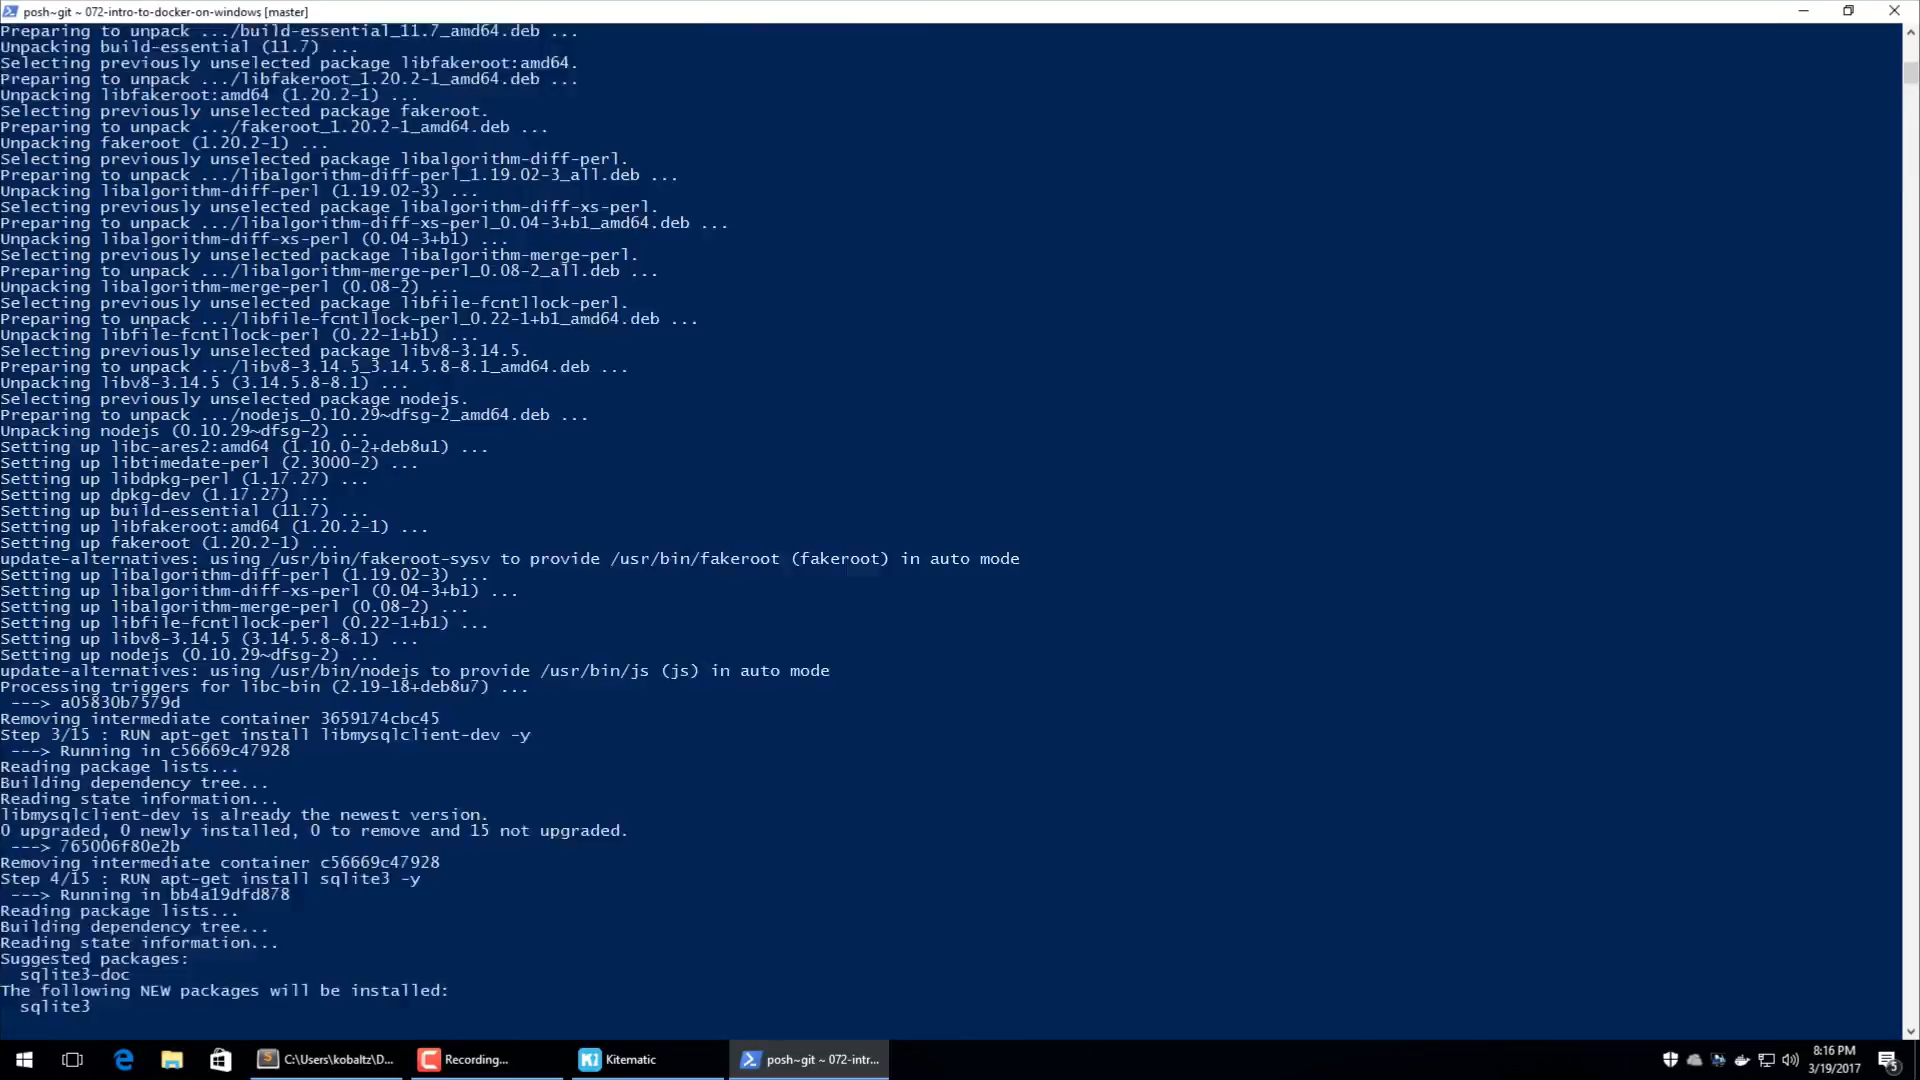 posh~git ~ 072-intro-to-docker-on-windows [master]
Preparing to unpack .../build-essential_11.7_amd64.deb ...
Unpacking build-essential (11.7) ...
Selecting previously unselected package libfakeroot:amd64.
Preparing to unpack .../libfakeroot_1.20.2-1_amd64.deb ...
Unpacking libfakeroot:amd64 (1.20.2-1) ...
Selecting previously unselected package fakeroot.
Preparing to unpack .../fakeroot_1.20.2-1_amd64.deb ...
Unpacking fakeroot (1.20.2-1) ...
Selecting previously unselected package libalgorithm-diff-perl.
Preparing to unpack .../libalgorithm-diff-perl_1.19.02-3_all.deb ...
Unpacking libalgorithm-diff-perl (1.19.02-3) ...
Selecting previously unselected package libalgorithm-diff-xs-perl.
Preparing to unpack .../libalgorithm-diff-xs-perl_0.04-3+b1_amd64.deb ...
Unpacking libalgorithm-diff-xs-perl (0.04-3+b1) ...
Selecting previously unselected package libalgorithm-merge-perl.
Preparing to unpack .../libalgorithm-merge-perl_0.08-2_all.deb ...
Unpacking libalgorithm-merge-perl (0.08-2) ...
Selecting previously unselected package libfile-fcntllock-perl.
Preparing to unpack .../libfile-fcntllock-perl_0.22-1+b1_amd64.deb ...
Unpacking libfile-fcntllock-perl (0.22-1+b1) ...
Selecting previously unselected package libv8-3.14.5.
Preparing to unpack .../libv8-3.14.5_3.14.5.8-8.1_amd64.deb ...
Unpacking libv8-3.14.5 (3.14.5.8-8.1) ...
Selecting previously unselected package nodejs.
Preparing to unpack .../nodejs_0.10.29~dfsg-2_amd64.deb ...
Unpacking nodejs (0.10.29~dfsg-2) ...
Setting up libc-ares2:amd64 (1.10.0-2+deb8u1) ...
Setting up libtimedate-perl (2.3000-2) ...
Setting up libdpkg-perl (1.17.27) ...
Setting up dpkg-dev (1.17.27) ...
Setting up build-essential (11.7) ...
Setting up libfakeroot:amd64 (1.20.2-1) ...
Setting up fakeroot (1.20.2-1) ...
update-alternatives: using /usr/bin/fakeroot-sysv to provide /usr/bin/fakeroot (fakeroot) in auto mode
Setting up libalgorithm-diff-perl (1.19.02-3) ...
Setting up libalgorithm-diff-xs-perl (0.04-3+b1) ...
Setting up libalgorithm-merge-perl (0.08-2) ...
Setting up libfile-fcntllock-perl (0.22-1+b1) ...
Setting up libv8-3.14.5 (3.14.5.8-8.1) ...
Setting up nodejs (0.10.29~dfsg-2) ...
update-alternatives: using /usr/bin/nodejs to provide /usr/bin/js (js) in auto mode
Processing triggers for libc-bin (2.19-18+deb8u7) ...
 ---> a05830b7579d
Removing intermediate container 3659174cbc45
Step 3/15 : RUN apt-get install libmysqlclient-dev -y
 ---> Running in c56669c47928
Reading package lists...
Building dependency tree...
Reading state information...
libmysqlclient-dev is already the newest version.
0 upgraded, 0 newly installed, 0 to remove and 15 not upgraded.
 ---> 765006f80e2b
Removing intermediate container c56669c47928
Step 4/15 : RUN apt-get install sqlite3 -y
 ---> Running in bb4a19dfd878
Reading package lists...
Building dependency tree...
Reading state information...
Suggested packages:
  sqlite3-doc
The following NEW packages will be installed:
  sqlite3
C:\Users\kobaltz\D... Recording... Kitematic posh~git ~ 072-intr... 8:16 PM
3/19/2017 5